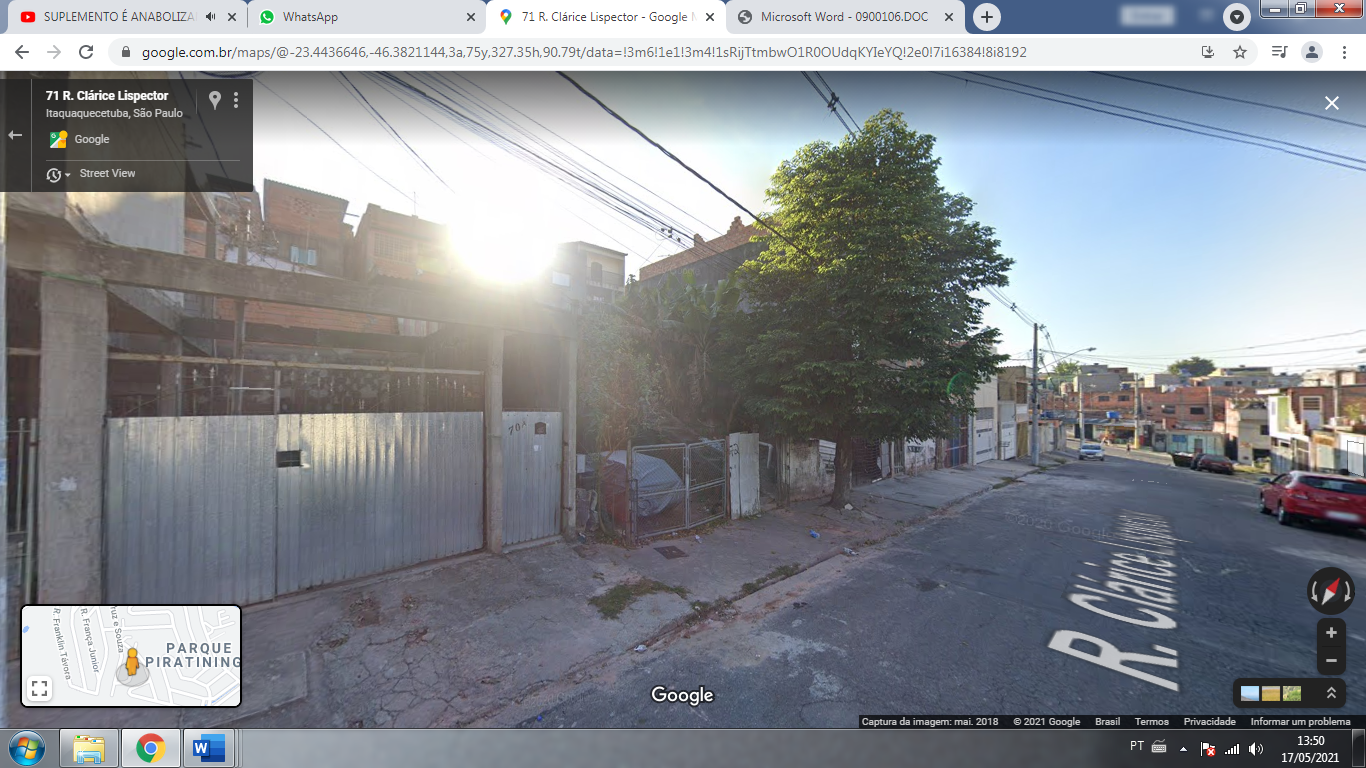 SUPLEMENTO É ANABOLIZA
WhatsApp
71 R. Clárice Lispector - Google M
Microsoft Word - 0900106.DOC
google.com.br/maps/@-23.4436646,-46.3821144,3a,75y,327.35h,90.79t/data=!3m6!1e1!3m4!1sRijTtmbwO1R0OUdqKYIeYQ!2e0!7i16384!8i8192
71 R. Clárice Lispector
Itaquaquecetuba, São Paulo
Google
Street View
70A
©2020 Google
R. Clárice Lispector
R. Franklin Távora
R. França Junior
ruz e Souza
PARQUE
PIRATINING
Google
Captura da imagem: mai. 2018 © 2021 Google Brasil Termos Privacidade Informar um problema
PT
13:50
17/05/2021